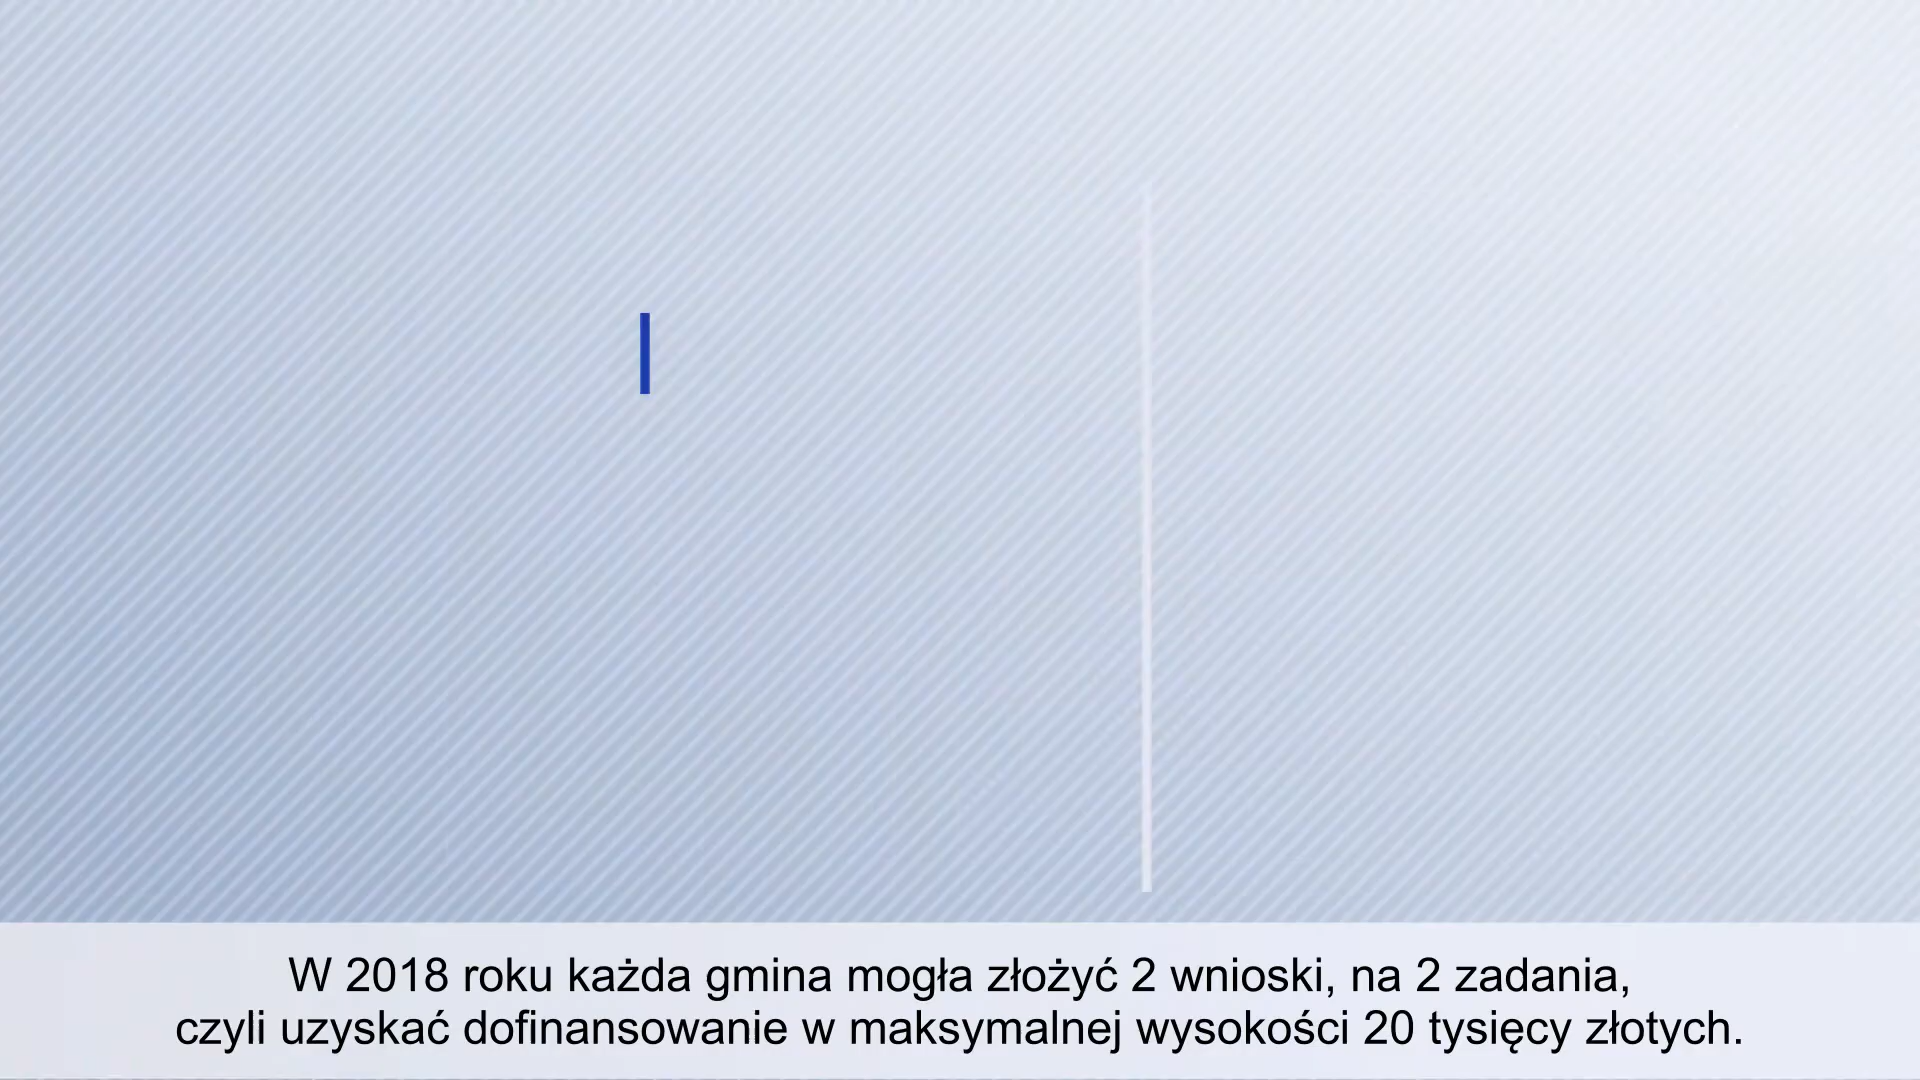 W 2018 roku każda gmina mogła złożyć 2 wnioski, na 2 zadania,
czyli uzyskać dofinansowanie w maksymalnej wysokości 20 tysięcy złotych.